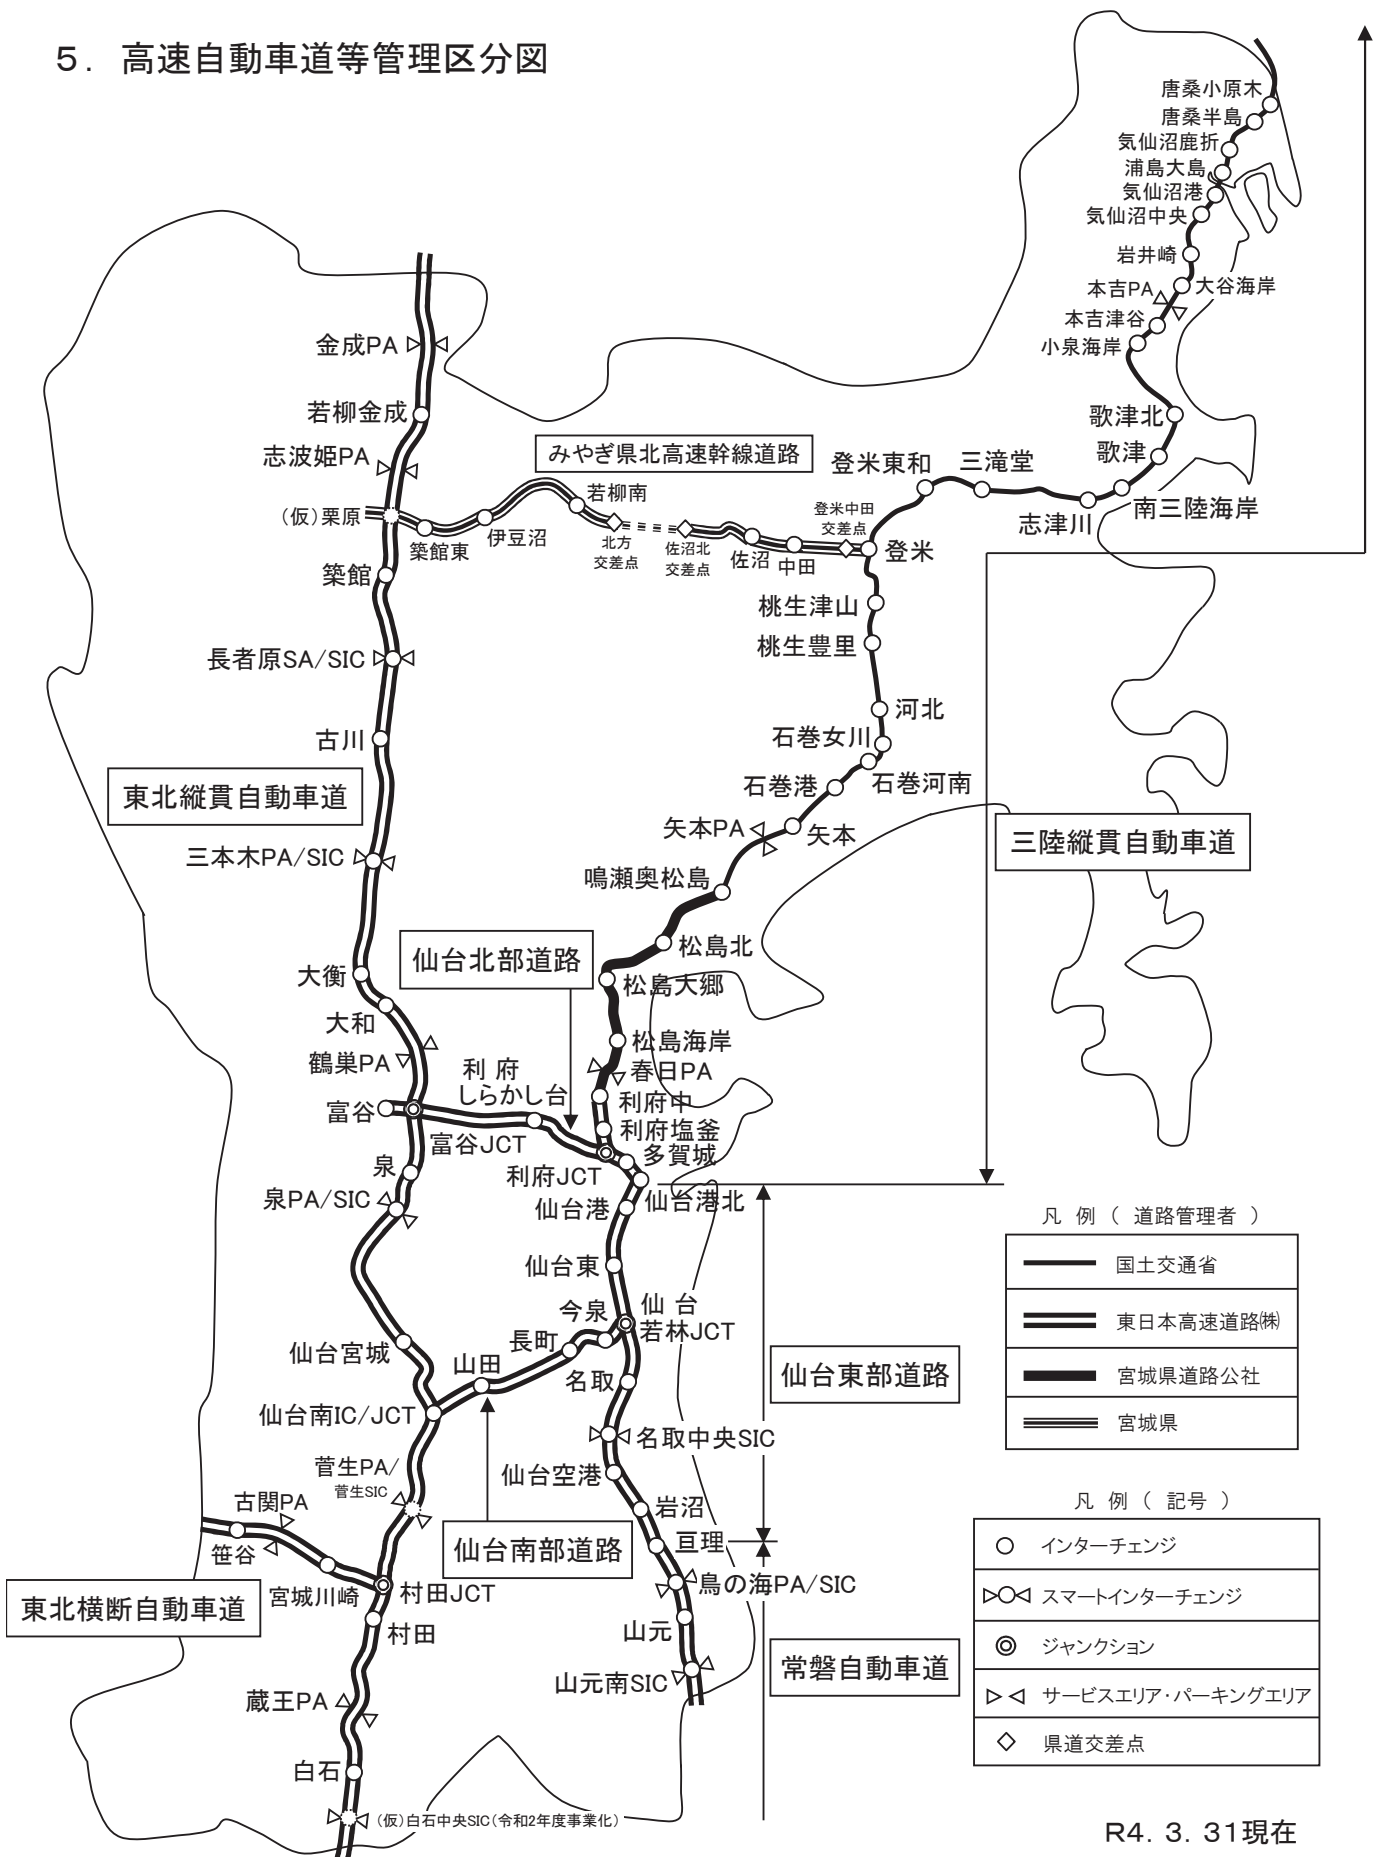 5. 高速自動車道等管理区分図
唐桑小原木
唐桑半島
気仙沼鹿折
浦島大島
気仙沼港
気仙沼中央
岩井崎
大谷海岸
本吉PA
本吉津谷
小泉海岸
歌津北
歌津
南三陸海岸
志津川
三滝堂
登米東和
登米中田
交差点
登米
金成PA
若柳金成
志波姫PA
みやぎ県北高速幹線道路
(仮)栗原
築館東
伊豆沼
若柳南
北方
交差点
佐沼北
交差点
佐沼
中田
築館
桃生津山
桃生豊里
長者原SA/SIC
河北
古川
石巻女川
石巻河南
石巻港
東北縦貫自動車道
矢本PA
矢本
三陸縦貫自動車道
三本木PA/SIC
鳴瀬奥松島
仙台北部道路
松島北
大衡
松島大郷
大和
松島海岸
鶴巣PA
利府
しらかし台
春日PA
富谷
利府中
富谷JCT
利府塩釜
多賀城
泉
利府JCT
泉PA/SIC
仙台港
仙台港北
仙台東
今泉
仙台
若林JCT
長町
仙台宮城
山田
名取
仙台東部道路
仙台南IC/JCT
名取中央SIC
菅生PA/
菅生SIC
仙台空港
古関PA
岩沼
笹谷
仙台南部道路
亘理
宮城川崎
村田JCT
鳥の海PA/SIC
東北横断自動車道
村田
山元
常磐自動車道
山元南SIC
蔵王PA
白石
(仮)白石中央SIC(令和2年度事業化)
凡 例 ( 道路管理者 )
国土交通省
東日本高速道路㈱
宮城県道路公社
宮城県
凡 例 ( 記号 )
インターチェンジ
スマートインターチェンジ
ジャンクション
サービスエリア・パーキングエリア
県道交差点
R4. 3. 31現在